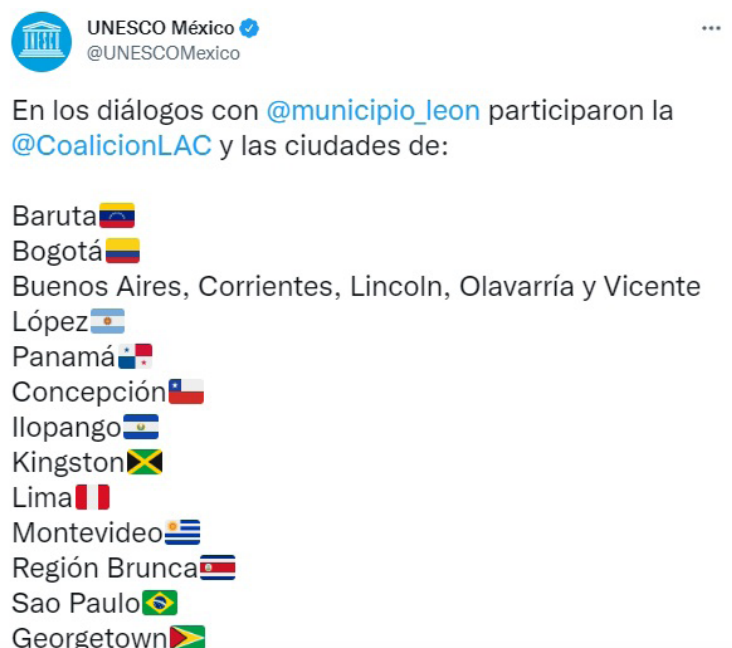 UNESCO México
@UNESCOMexico
En los diálogos con @municipio_leon participaron la
@CoalicionLAC y las ciudades de:
Baruta🇻🇪
Bogotá🇨🇴
Buenos Aires, Corrientes, Lincoln, Olavarría y Vicente
López🇦🇷
Panamá🇵🇦
Concepción🇨🇱
Ilopango🇸🇻
Kingston🇯🇲
Lima🇵🇪
Montevideo🇺🇾
Región Brunca🇨🇷
Sao Paulo🇧🇷
Georgetown🇬🇾